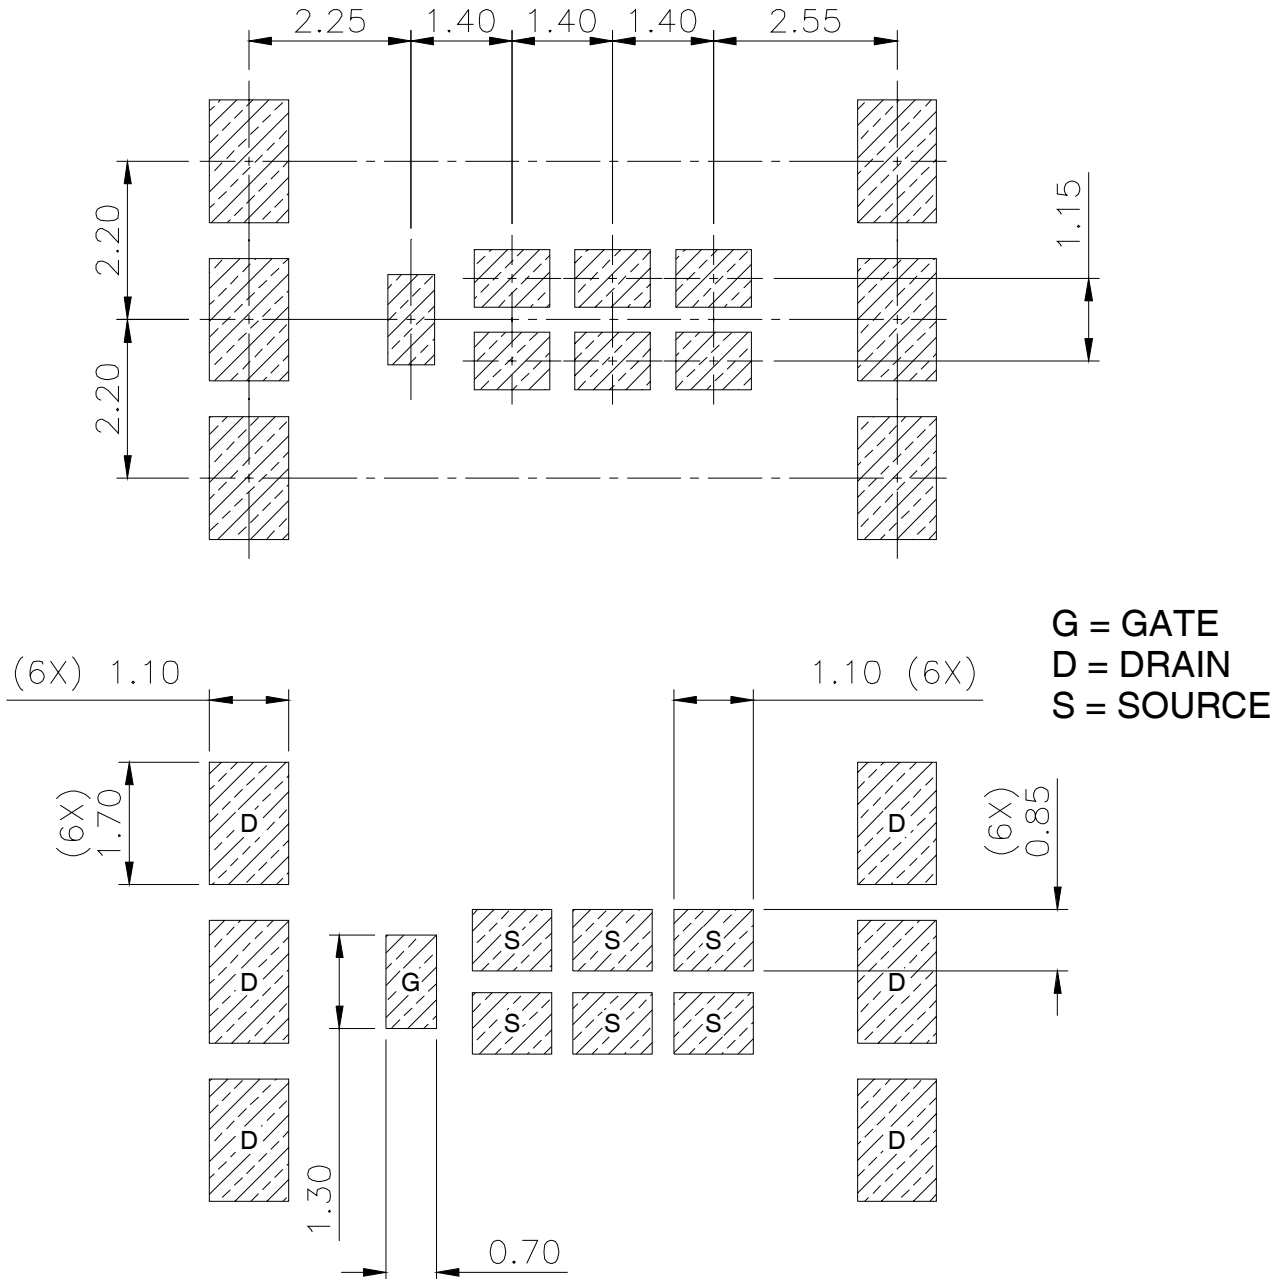 2.25 1.40 1.40 1.40 2.55
2.20
1.15
2.20
G = GATE
D = DRAIN
S = SOURCE
(6X) 1.10
1.10 (6X)
(6X)
1.70
(6X)
0.85
D
D
S S S
D
G
D
S S S
D
D
1.30
0.70